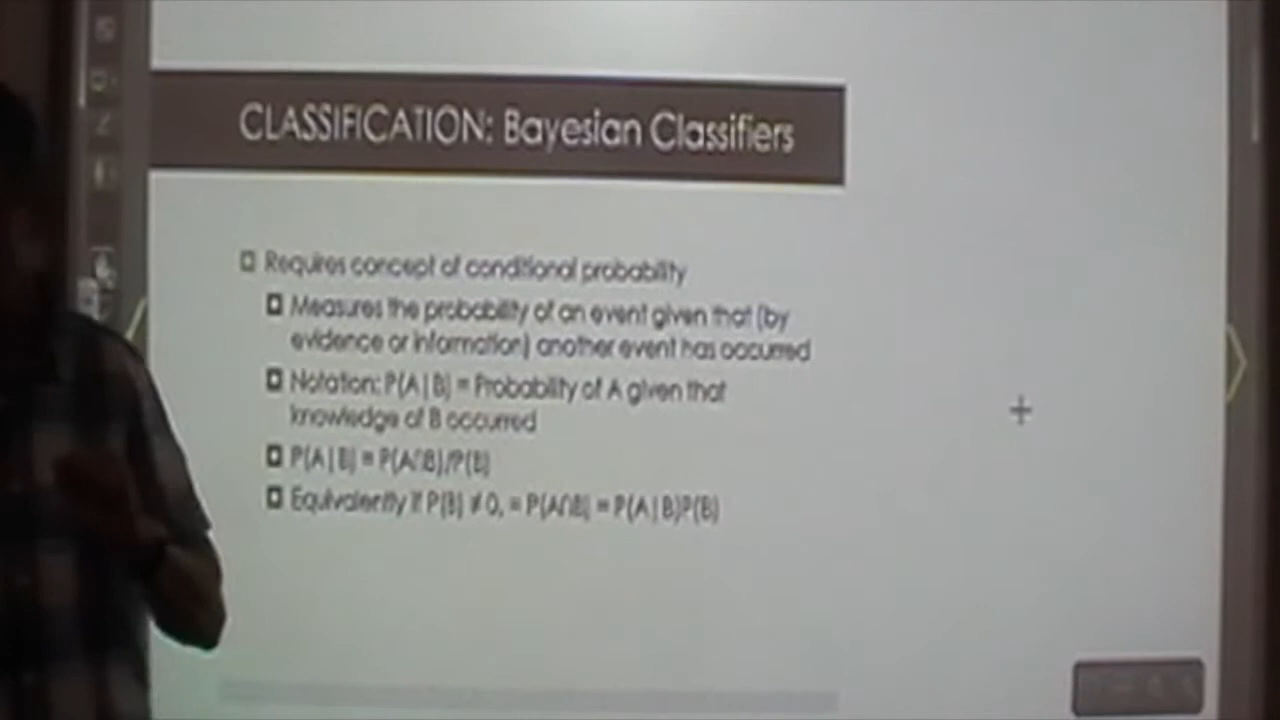 CLASSIFICATION: Bayesian Classifiers
Requires concept of conditional probability
Measures the probability of an event given that (by
evidence or information) another event has occurred
Notation: P(A|B) = Probability of A given that
knowledge of B occurred
P(A|B) = P(A∩B)/P(B)
Equivalently if P(B) ≠ 0, = P(A∩B) = P(A|B)P(B)